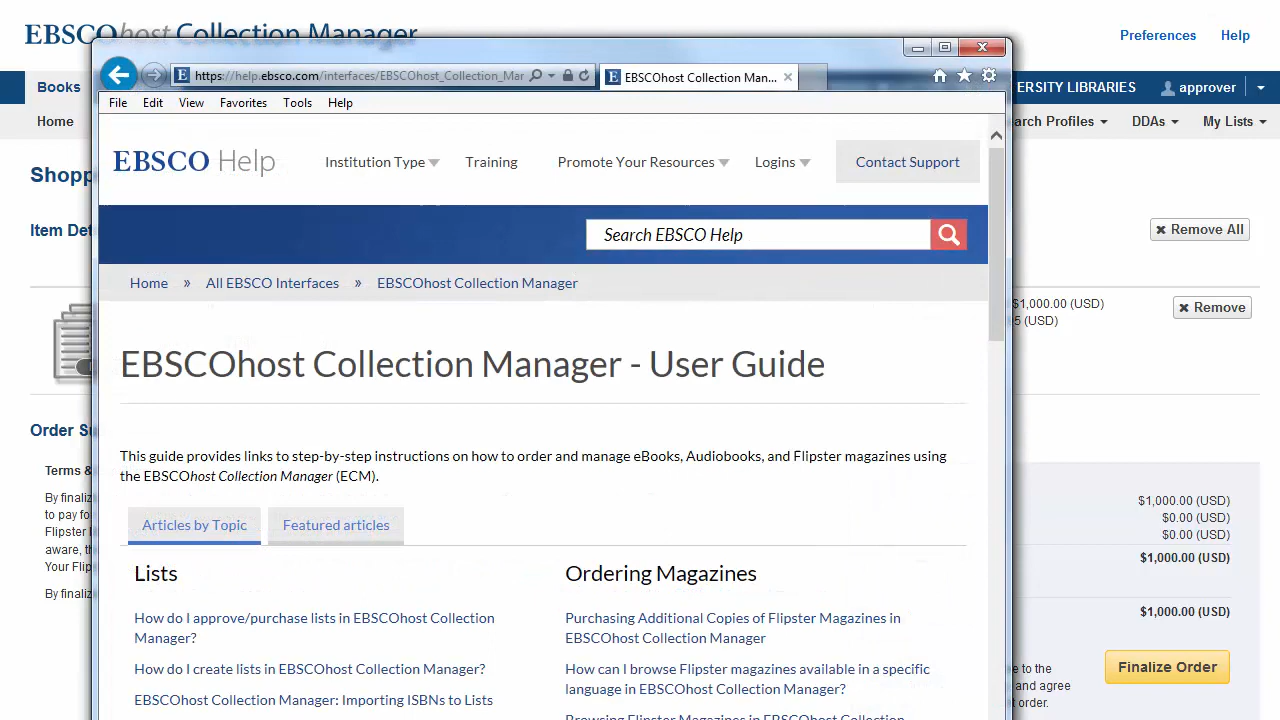 EBSCOhost Collection Manager
Preferences
Help
https://help.ebsco.com/interfaces/EBSCOhost_Collection_Mar
EBSCOhost Collection Man...
Books
ERSITY LIBRARIES
approver
File Edit View Favorites Tools Help
Home
arch Profiles
DDAs
My Lists
EBSCO Help
Institution Type
Training
Promote Your Resources
Logins
Contact Support
Shopp
Search EBSCO Help
Item Det
Remove All
Home » All EBSCO Interfaces » EBSCOhost Collection Manager
$1,000.00 (USD)
Remove
5 (USD)
EBSCOhost Collection Manager - User Guide
Order Su
This guide provides links to step-by-step instructions on how to order and manage eBooks, Audiobooks, and Flipster magazines using
the EBSCOhost Collection Manager (ECM).
Terms &
By finaliz
to pay fo
Flipster
aware, th
Your Flip
By finaliz
$1,000.00 (USD)
$0.00 (USD)
$0.00 (USD)
$1,000.00 (USD)
$1,000.00 (USD)
Articles by Topic
Featured articles
Lists
How do I approve/purchase lists in EBSCOhost Collection
Manager?
How do I create lists in EBSCOhost Collection Manager?
EBSCOhost Collection Manager: Importing ISBNs to Lists
Ordering Magazines
Purchasing Additional Copies of Flipster Magazines in
EBSCOhost Collection Manager
How can I browse Flipster magazines available in a specific
language in EBSCOhost Collection Manager?
Browsing Flipster Magazines in EBSCOhost Collection
e to the
and agree
t order.
Finalize Order